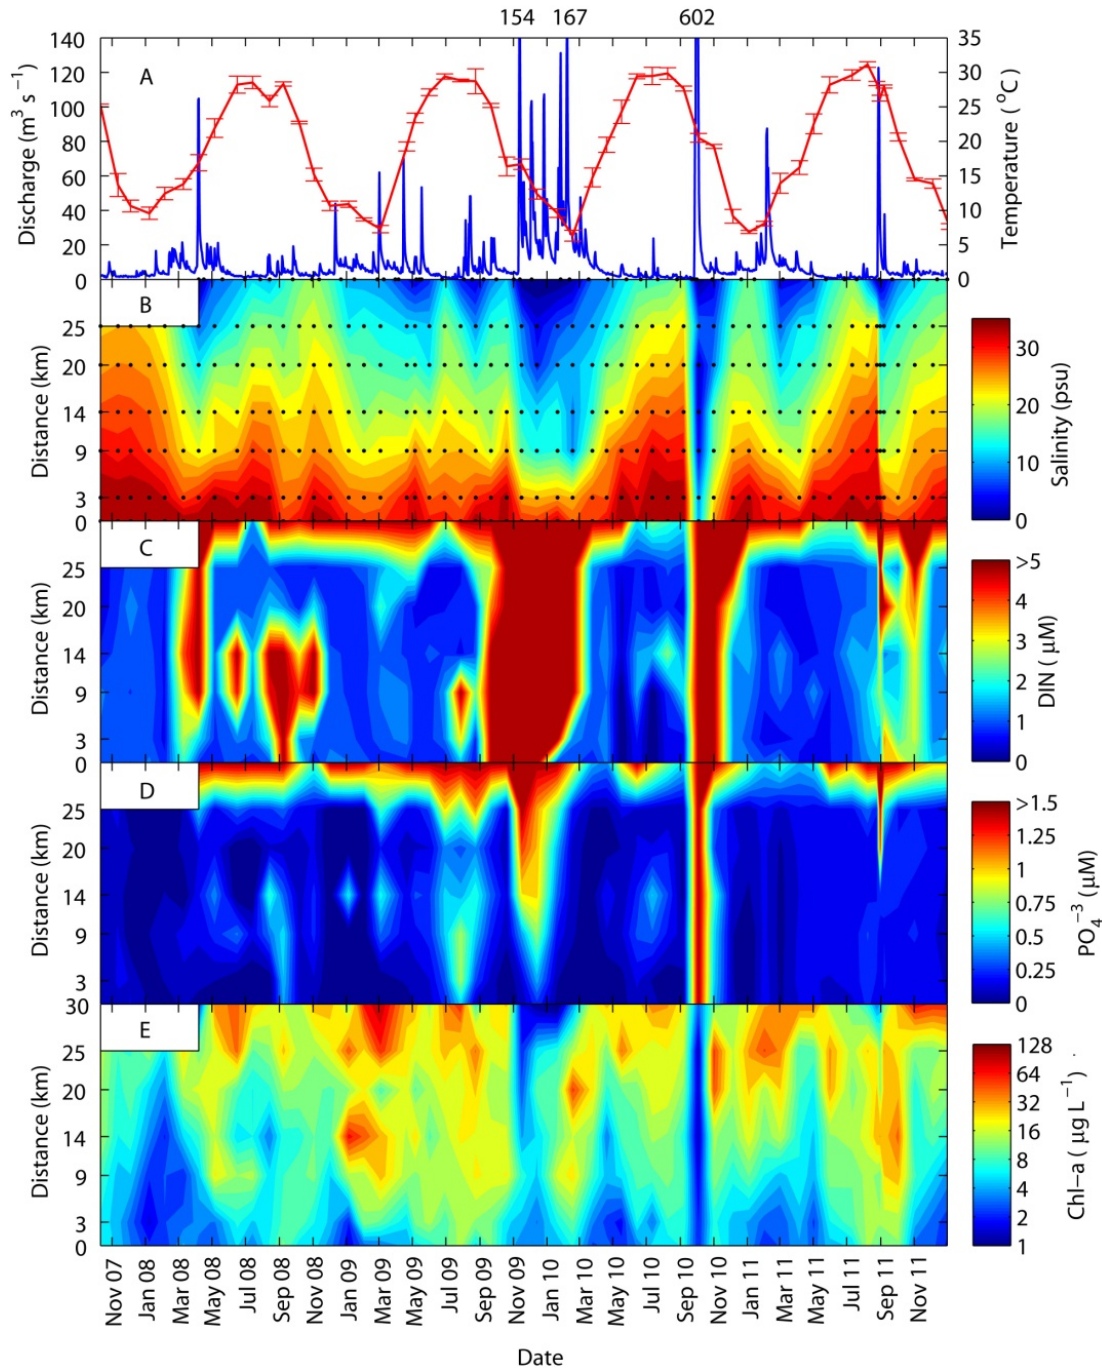 154 167 602
A
140
120
100
80
60
40
20
0
Discharge (m³ s⁻¹)
35
30
25
20
15
10
5
0
Temperature ( °C)
B
25
20
14
9
3
0
Distance (km)
30
20
10
0
Salinity (psu)
C
25
20
14
9
3
0
Distance (km)
>5
4
3
2
1
0
DIN ( μM)
D
25
20
14
9
3
Distance (km)
>1.5
1.25
1
0.75
0.5
0.25
0
PO₄⁻³ (μM)
E
30
25
20
14
9
3
0
Distance (km)
128
64
32
16
8
4
2
1
Chl−a ( μg L⁻¹)
Nov 07
Jan 08
Mar 08
May 08
Jul 08
Sep 08
Nov 08
Jan 09
Mar 09
May 09
Jul 09
Sep 09
Nov 09
Jan 10
Mar 10
May 10
Jul 10
Sep 10
Nov 10
Jan 11
Mar 11
May 11
Jul 11
Sep 11
Nov 11
Date